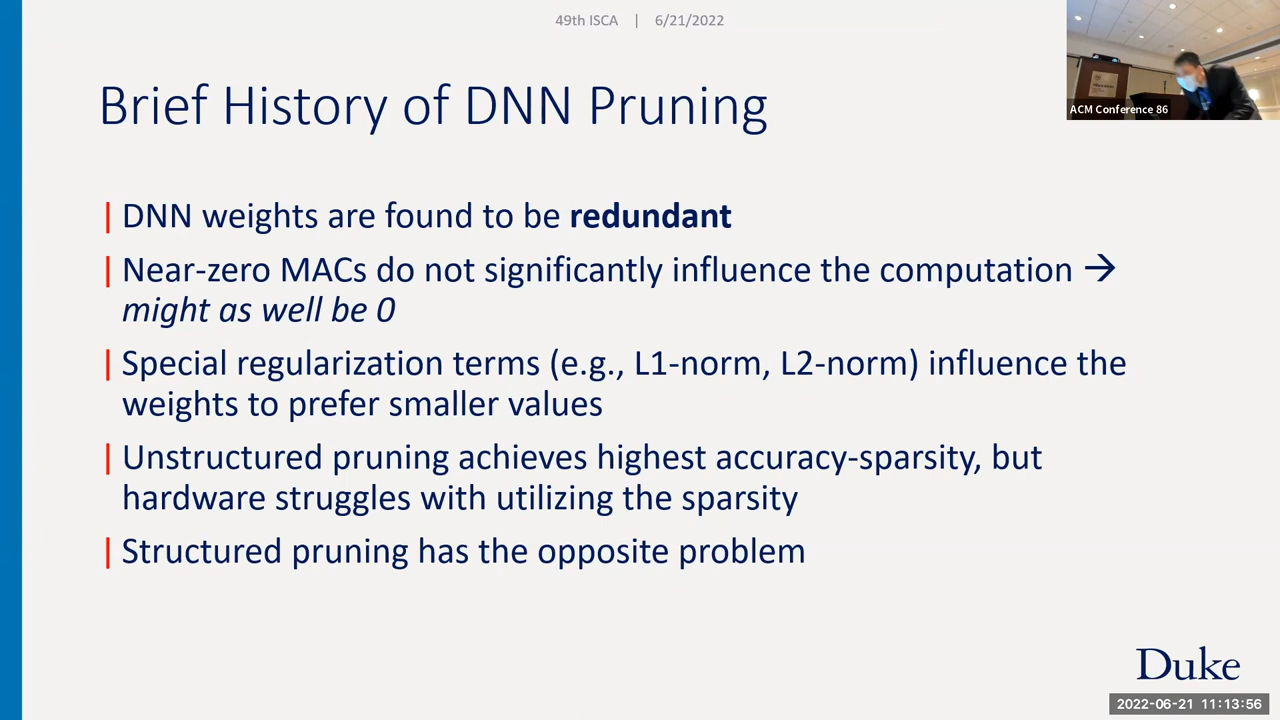 49th ISCA | 6/21/2022
ACM Conference 86
Brief History of DNN Pruning
| DNN weights are found to be redundant
| Near-zero MACs do not significantly influence the computation →
might as well be 0
| Special regularization terms (e.g., L1-norm, L2-norm) influence the
weights to prefer smaller values
| Unstructured pruning achieves highest accuracy-sparsity, but
hardware struggles with utilizing the sparsity
| Structured pruning has the opposite problem
Duke
2022-06-21 11:13:56